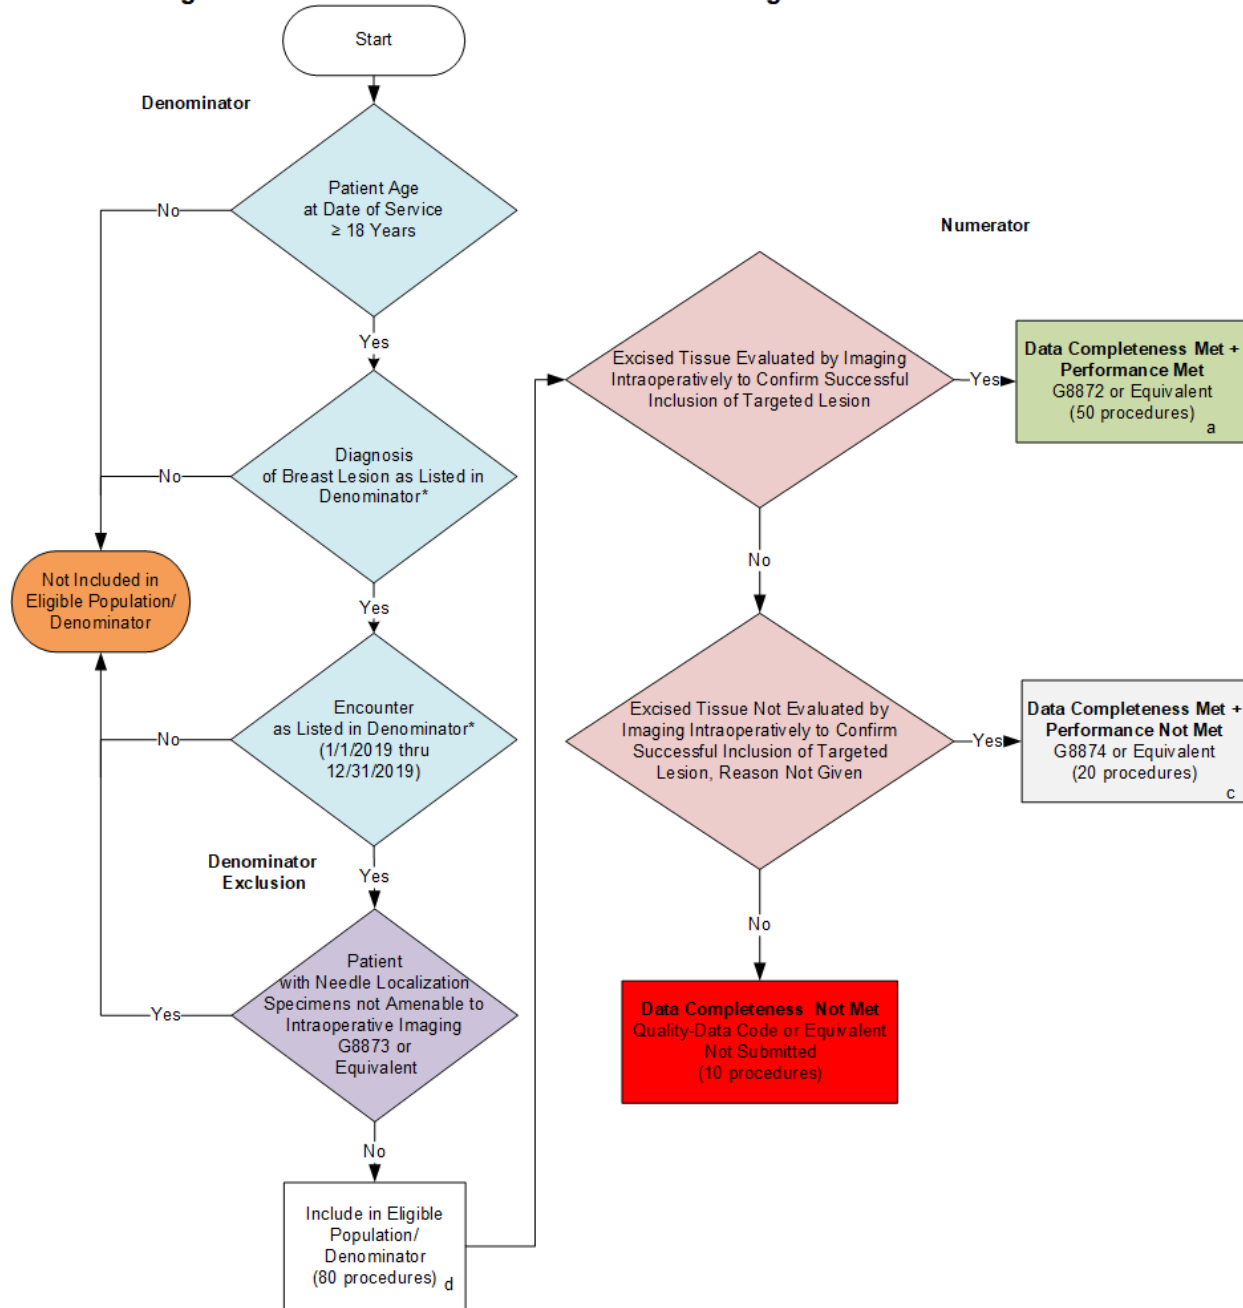 Start
Denominator
Patient Age
at Date of Service
≥ 18 Years
No
Yes
Diagnosis
of Breast Lesion as Listed in
Denominator*
No
Yes
Not Included in
Eligible Population/
Denominator
Encounter
as Listed in Denominator*
(1/1/2019 thru
12/31/2019)
No
Yes
Denominator
Exclusion
Patient
with Needle Localization
Specimens not Amenable to
Intraoperative Imaging
G8873 or
Equivalent
Yes
No
Include in Eligible
Population/
Denominator
(80 procedures) d
Numerator
Excised Tissue Evaluated by Imaging
Intraoperatively to Confirm Successful
Inclusion of Targeted Lesion
Yes
Data Completeness Met +
Performance Met
G8872 or Equivalent
(50 procedures)
a
No
Excised Tissue Not Evaluated by
Imaging Intraoperatively to Confirm
Successful Inclusion of Targeted
Lesion, Reason Not Given
Yes
Data Completeness Met +
Performance Not Met
G8874 or Equivalent
(20 procedures)
c
No
Data Completeness Not Met
Quality-Data Code or Equivalent
Not Submitted
(10 procedures)